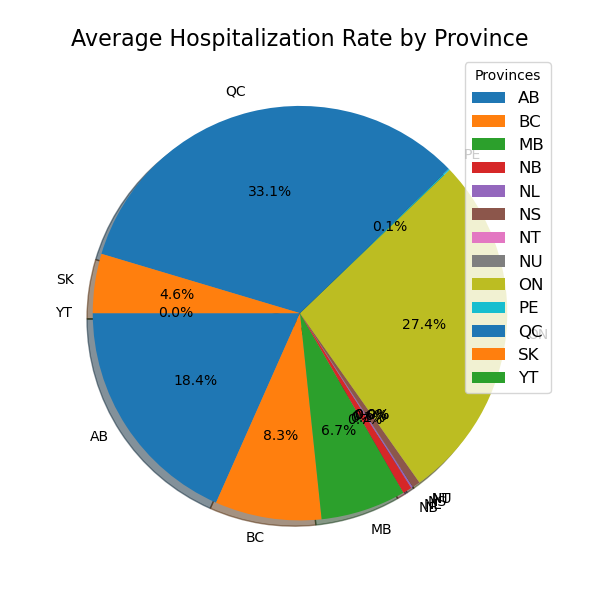 Average Hospitalization Rate by Province
Provinces
AB
BC
MB
NB
NL
NS
NT
NU
ON
PE
QC
SK
YT
QC
PE
33.1%
0.1%
SK
4.6%
YT
0.0%
27.4%
ON
18.4%
8.3%
6.7%
AB
NU
NB
BC
MB